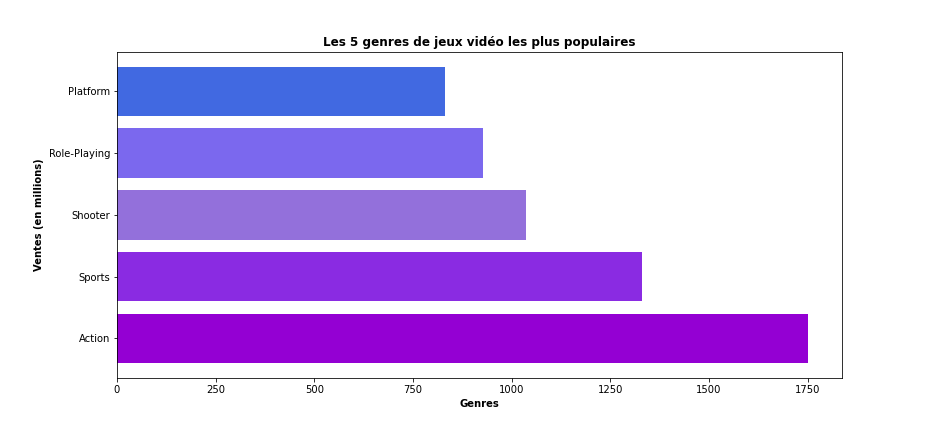 Les 5 genres de jeux vidéo les plus populaires
Ventes (en millions)
Platform
Role-Playing
Shooter
Sports
Action
0 250 500 750 1000 1250 1500 1750
Genres